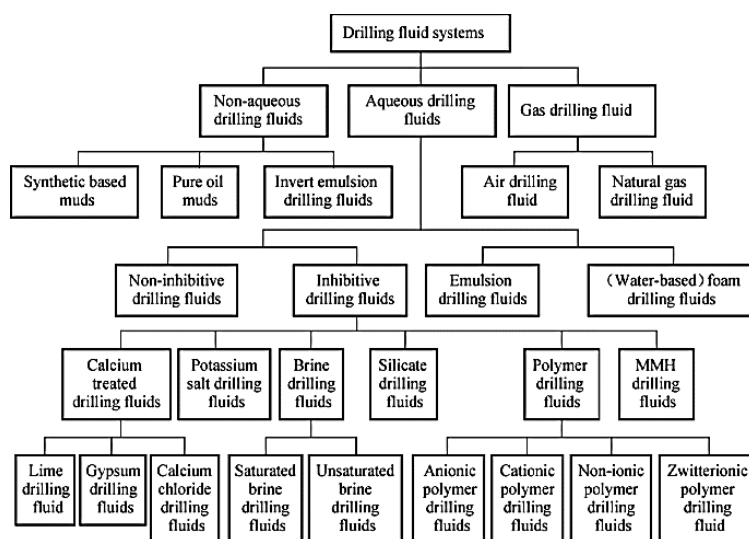 Drilling fluid systems
Non-aqueous
drilling fluids
Aqueous drilling
fluids
Gas drilling fluid
Synthetic based
muds
Pure oil
muds
Invert emulsion
drilling fluids
Air drilling
fluid
Natural gas
drilling fluid
Non-inhibitive
drilling fluids
Inhibitive
drilling fluids
Emulsion
drilling fluids
(Water-based) foam
drilling fluids
Calcium
treated
drilling fluids
Potassium
salt drilling
fluids
Brine
drilling
fluids
Silicate
drilling
fluids
Polymer
drilling
fluids
MMH
drilling
fluids
Lime
drilling
fluid
Gypsum
drilling
fluids
Calcium
chloride drilling
fluids
Saturated
brine
drilling
fluids
Unsaturated
brine
drilling
fluids
Anionic
polymer
drilling
fluids
Cationic
polymer
drilling
fluids
Non-ionic
polymer
drilling
fluids
Zwitterionic
polymer
drilling
fluid